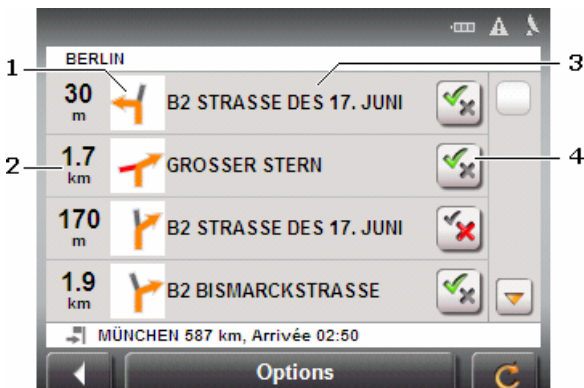 BERLIN
1
3
30 m
B2 STRASSE DES 17. JUNI
2
1.7 km
GROSSER STERN
4
170 m
B2 STRASSE DES 17. JUNI
1.9 km
B2 BISMARCKSTRASSE
MÜNCHEN 587 km, Arrivée 02:50
Options